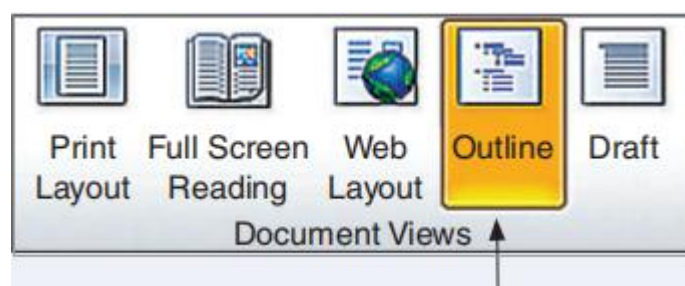 Print Full Screen Web Outline Draft
Layout Reading Layout
Document Views